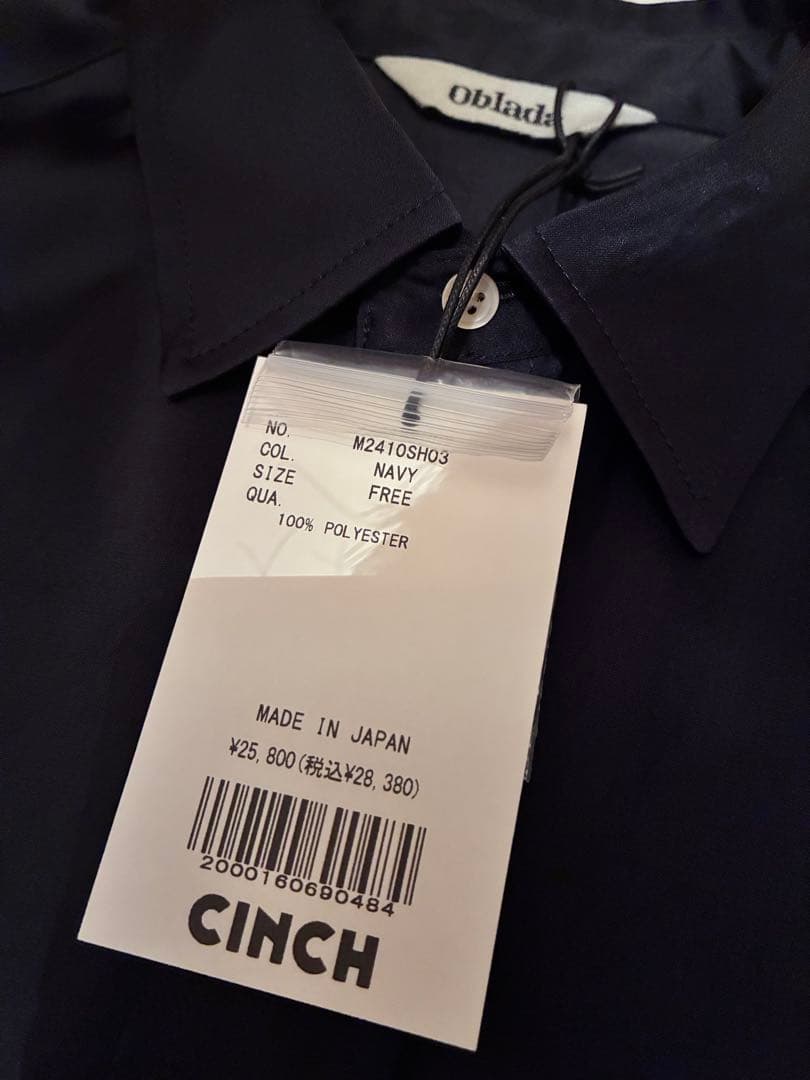 Oblada
NO. M2410SH03
COL. NAVY
SIZE FREE
QUA.
100% POLYESTER
MADE IN JAPAN
¥25,800(税込¥28,380)
2000160690484
CINCH